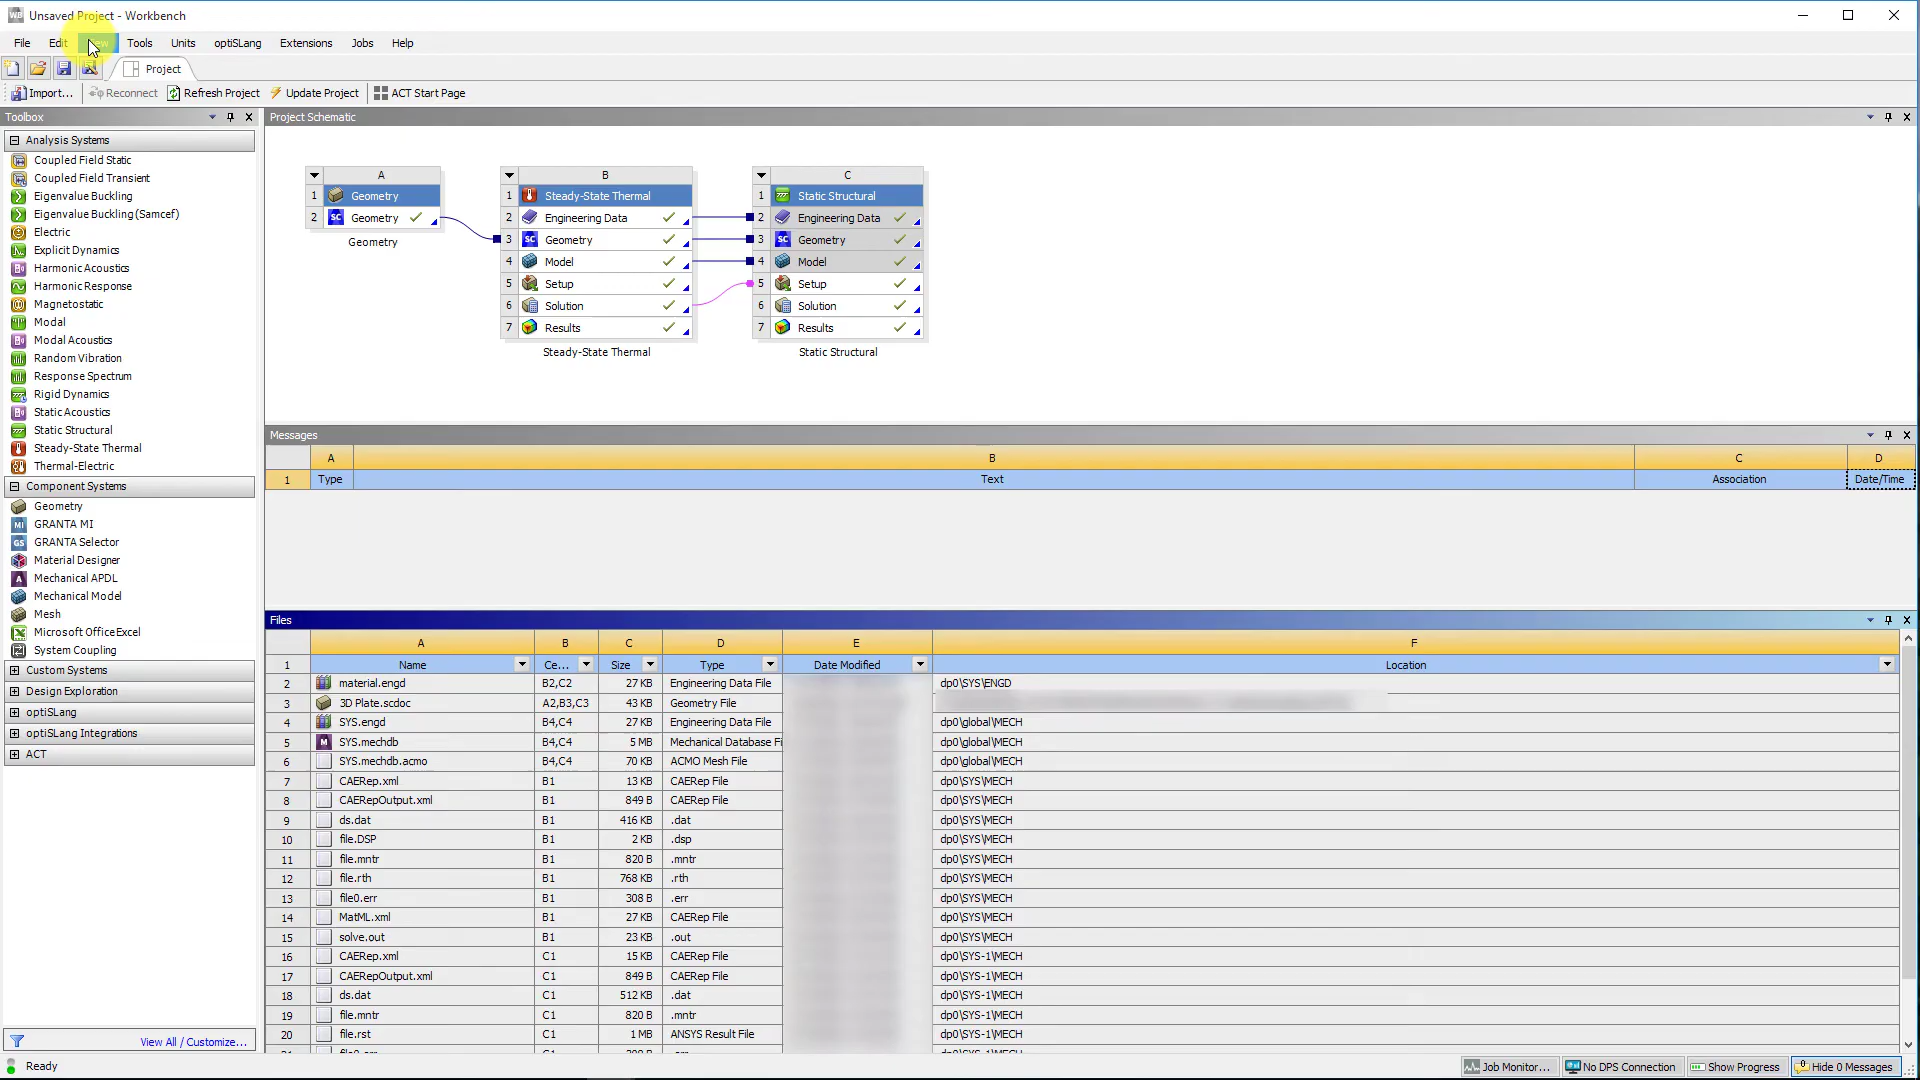 Unsaved Project - Workbench
File Edit View Tools Units optiSLang Extensions Jobs Help
Project
Import... Reconnect Refresh Project Update Project ACT Start Page
Toolbox
Analysis Systems
Coupled Field Static
Coupled Field Transient
Eigenvalue Buckling
Eigenvalue Buckling (Samcef)
Electric
Explicit Dynamics
Harmonic Acoustics
Harmonic Response
Magnetostatic
Modal
Modal Acoustics
Random Vibration
Response Spectrum
Rigid Dynamics
Static Acoustics
Static Structural
Steady-State Thermal
Thermal-Electric
Component Systems
Geometry
GRANTA MI
GRANTA Selector
Material Designer
Mechanical APDL
Mechanical Model
Mesh
Microsoft Office Excel
System Coupling
Custom Systems
Design Exploration
optiSLang
optiSLang Integrations
ACT
View All / Customize...
Project Schematic
A
1 Geometry
2 Geometry
Geometry
B
1 Steady-State Thermal
2 Engineering Data
3 Geometry
4 Model
5 Setup
6 Solution
7 Results
Steady-State Thermal
C
1 Static Structural
2 Engineering Data
3 Geometry
4 Model
5 Setup
6 Solution
7 Results
Static Structural
Messages
A B C D
1 Type Text Association Date/Time
Files
A B C D E F
1 Name Ce... Size Type Date Modified Location
2 material.engd B2,C2 27 KB Engineering Data File dp0\SYS\ENGD
3 3D Plate.scdoc A2,B3,C3 43 KB Geometry File
4 SYS.engd B4,C4 27 KB Engineering Data File dp0\global\MECH
5 SYS.mechdb B4,C4 5 MB Mechanical Database Fi dp0\global\MECH
6 SYS.mechdb.acmo B4,C4 70 KB ACMO Mesh File dp0\global\MECH
7 CAERep.xml B1 13 KB CAERep File dp0\SYS\MECH
8 CAERepOutput.xml B1 849 B CAERep File dp0\SYS\MECH
9 ds.dat B1 416 KB .dat dp0\SYS\MECH
10 file.DSP B1 2 KB .dsp dp0\SYS\MECH
11 file.mntr B1 820 B .mntr dp0\SYS\MECH
12 file.rth B1 768 KB .rth dp0\SYS\MECH
13 file0.err B1 308 B .err dp0\SYS\MECH
14 MatML.xml B1 27 KB CAERep File dp0\SYS\MECH
15 solve.out B1 23 KB .out dp0\SYS\MECH
16 CAERep.xml C1 15 KB CAERep File dp0\SYS-1\MECH
17 CAERepOutput.xml C1 849 B CAERep File dp0\SYS-1\MECH
18 ds.dat C1 512 KB .dat dp0\SYS-1\MECH
19 file.mntr C1 820 B .mntr dp0\SYS-1\MECH
20 file.rst C1 1 MB ANSYS Result File dp0\SYS-1\MECH
Ready Job Monitor... No DPS Connection Show Progress Hide 0 Messages